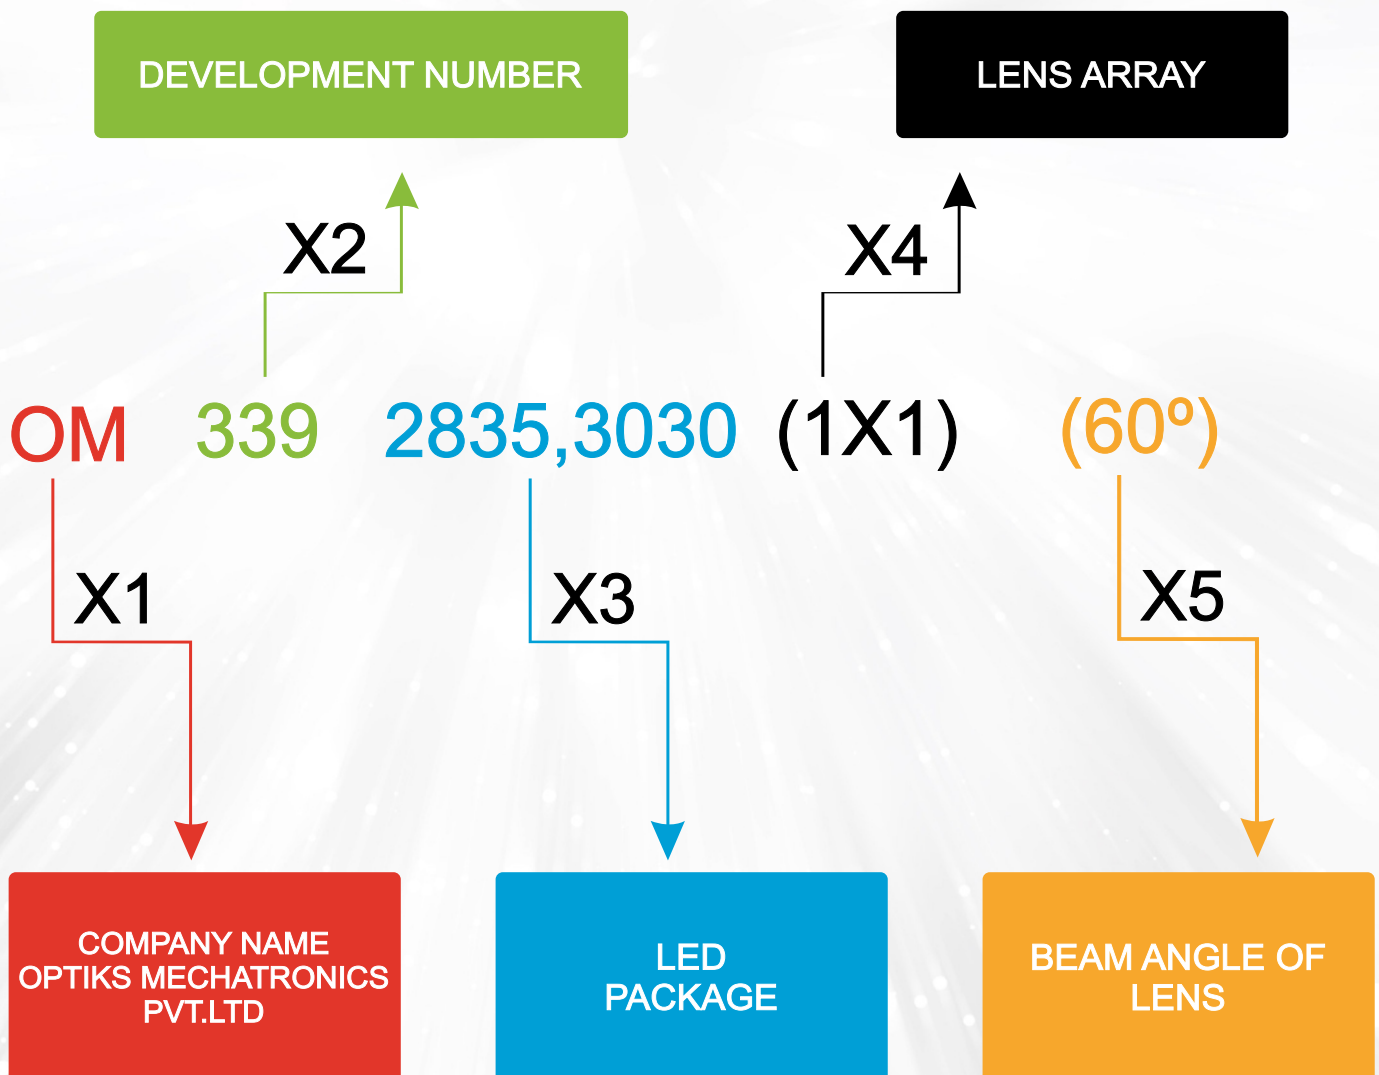 DEVELOPMENT NUMBER
LENS ARRAY
X2
X4
OM 339 2835,3030 (1X1) (60º)
X1
X3
X5
COMPANY NAME
OPTIKS MECHATRONICS
PVT.LTD
LED
PACKAGE
BEAM ANGLE OF
LENS